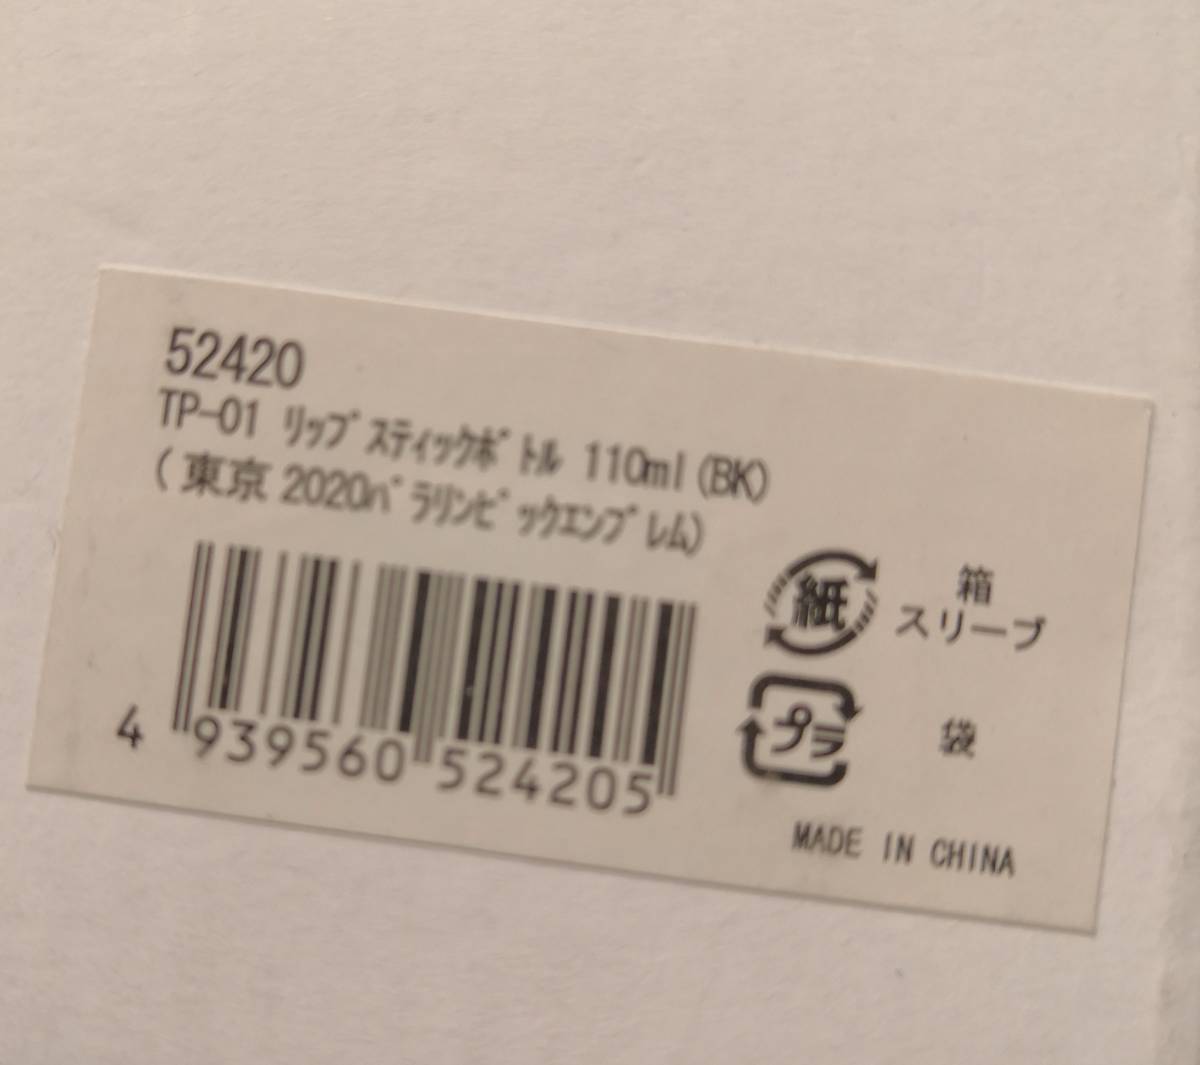 52420
TP-01 ﾘｯﾌﾟｽﾃｨｯｸﾎﾞﾄﾙ 110ml(BK)
(東京2020ﾊﾟﾗﾘﾝﾋﾟｯｸｴﾝﾌﾞﾚﾑ)
4 939560 524205
紙 箱
スリーブ
プラ 袋
MADE IN CHINA